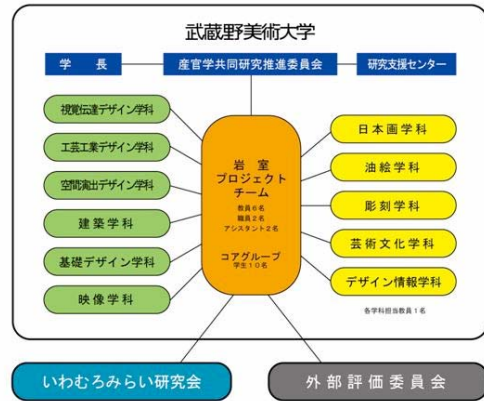 武蔵野美術大学
学長
産官学共同研究推進委員会
研究支援センター
視覚伝達デザイン学科
工芸工業デザイン学科
空間演出デザイン学科
建築学科
基礎デザイン学科
映像学科
岩室
プロジェクト
チーム
教員6名
職員2名
アシスタント2名
コアグループ
学生10名
日本画学科
油絵学科
彫刻学科
芸術文化学科
デザイン情報学科
各学科担当教員1名
いわむろみらい研究会
外部評価委員会